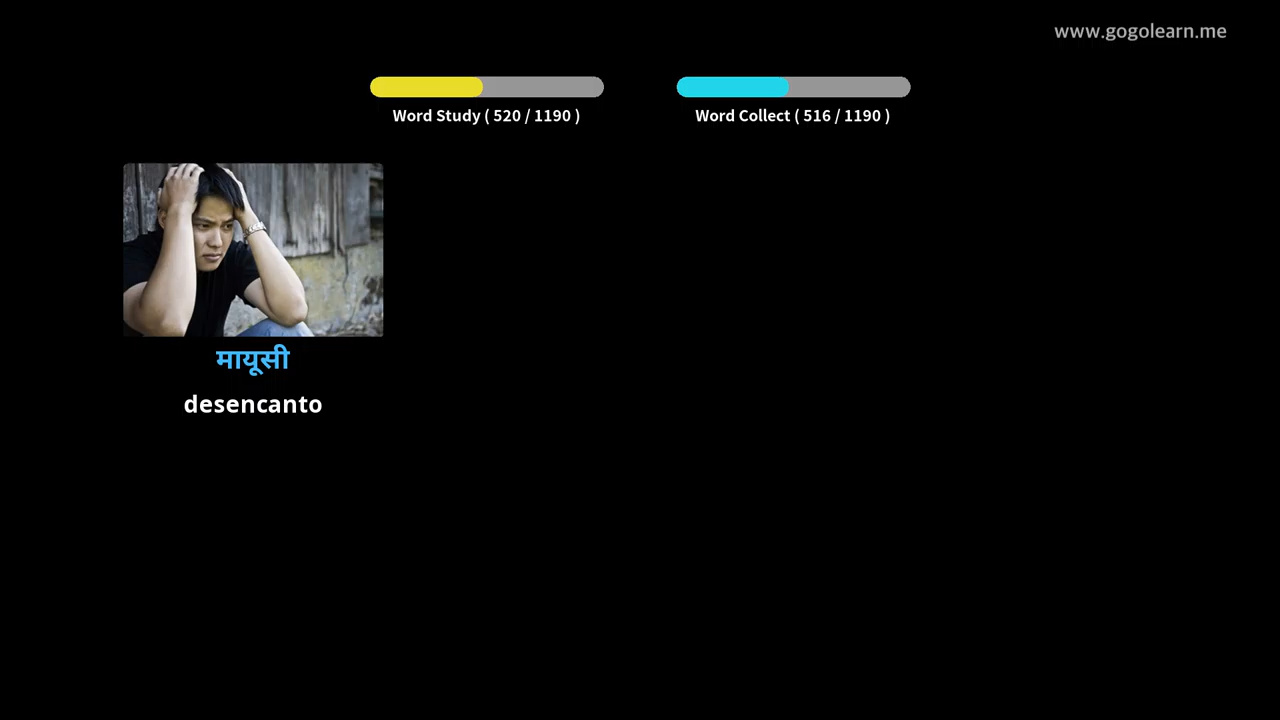 www.gogolearn.me
Word Study ( 520 / 1190 )
Word Collect ( 516 / 1190 )
मायूसी
desencanto